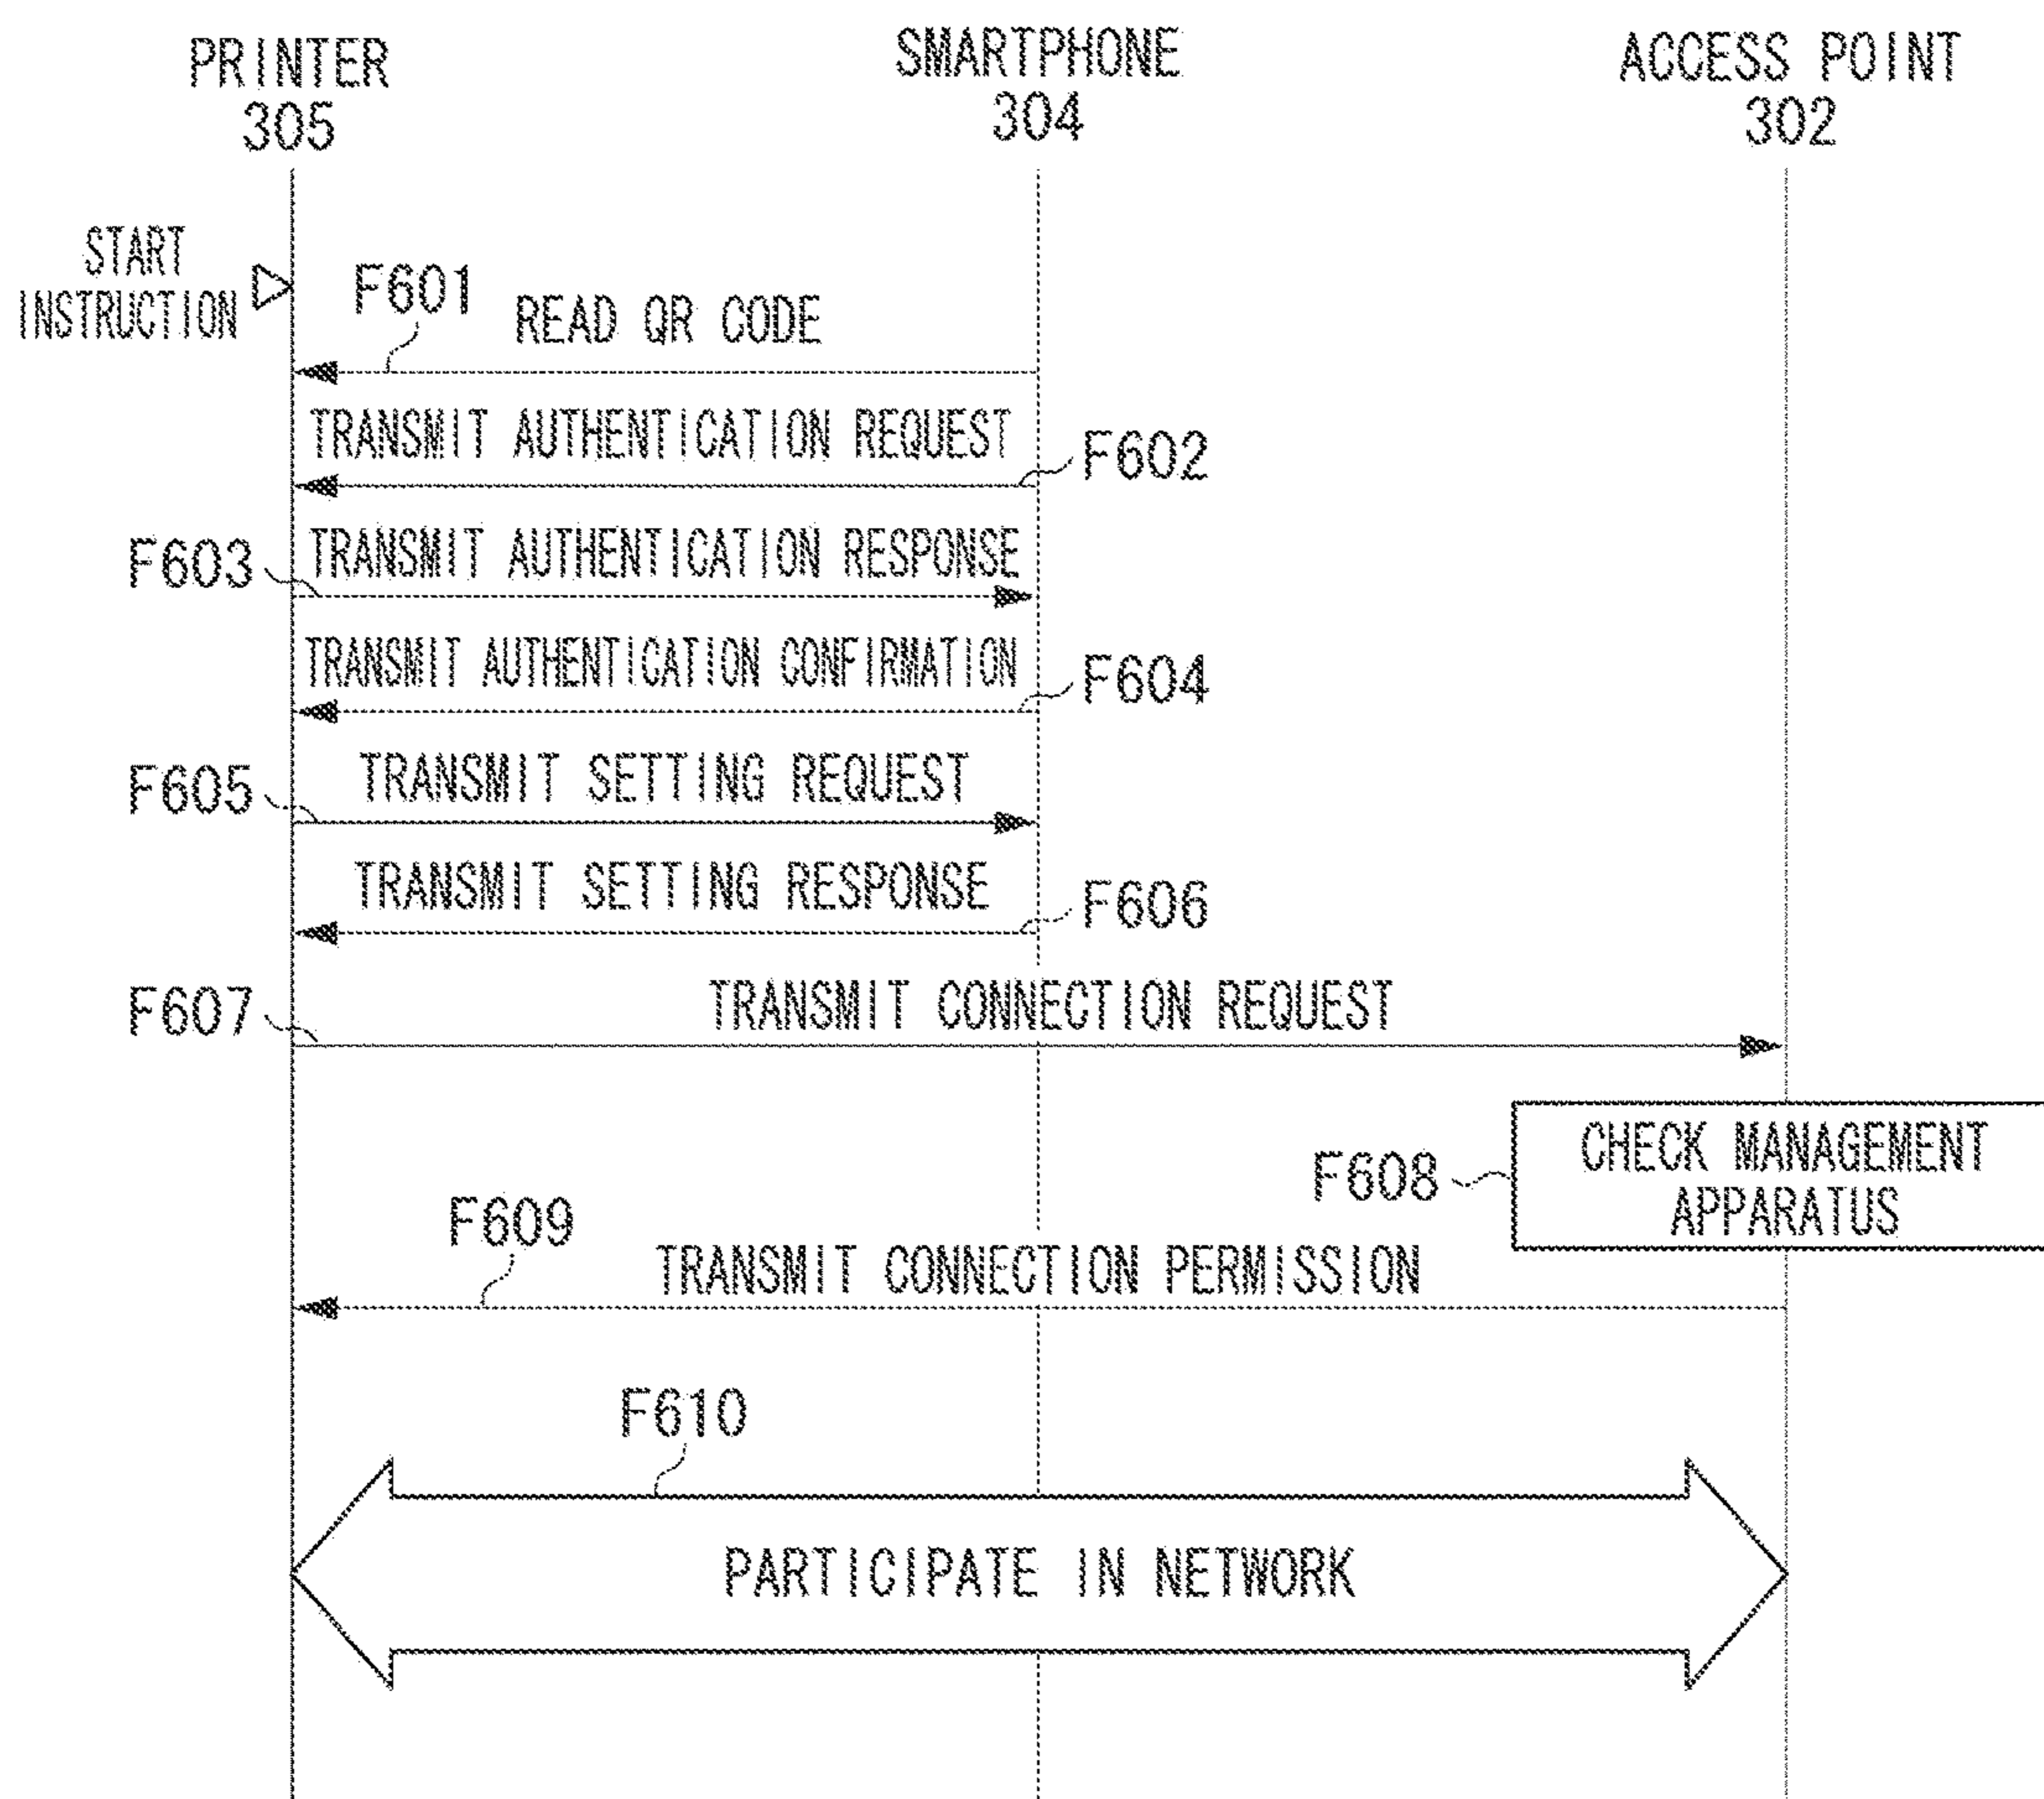 PRINTER
305
SMARTPHONE
304
ACCESS POINT
302
START
INSTRUCTION
F601
READ QR CODE
TRANSMIT AUTHENTICATION REQUEST
F602
F603
TRANSMIT AUTHENTICATION RESPONSE
TRANSMIT AUTHENTICATION CONFIRMATION
F604
F605
TRANSMIT SETTING REQUEST
TRANSMIT SETTING RESPONSE
F606
F607
TRANSMIT CONNECTION REQUEST
F608
CHECK MANAGEMENT
APPARATUS
F609
TRANSMIT CONNECTION PERMISSION
F610
PARTICIPATE IN NETWORK